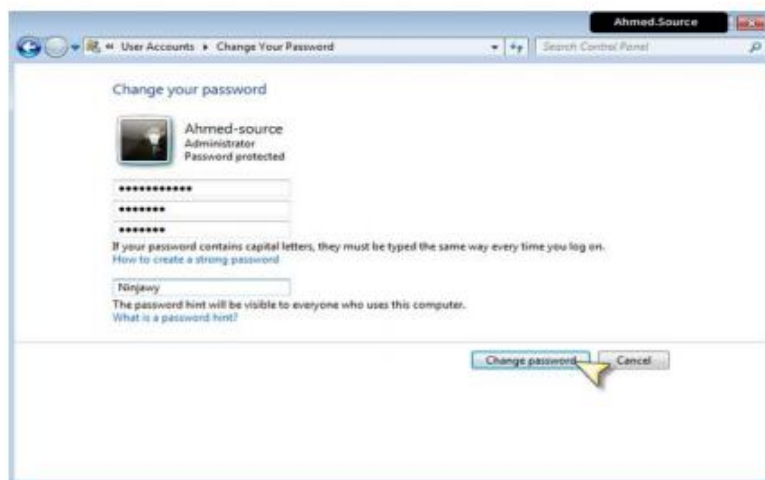 Ahmed.Source
« User Accounts ▸ Change Your Password
Search Control Panel
Change your password
Ahmed-source
Administrator
Password protected
•••••••••••
•••••••
•••••••
If your password contains capital letters, they must be typed the same way every time you log on.
How to create a strong password
Ninjawy
The password hint will be visible to everyone who uses this computer.
What is a password hint?
Change password
Cancel